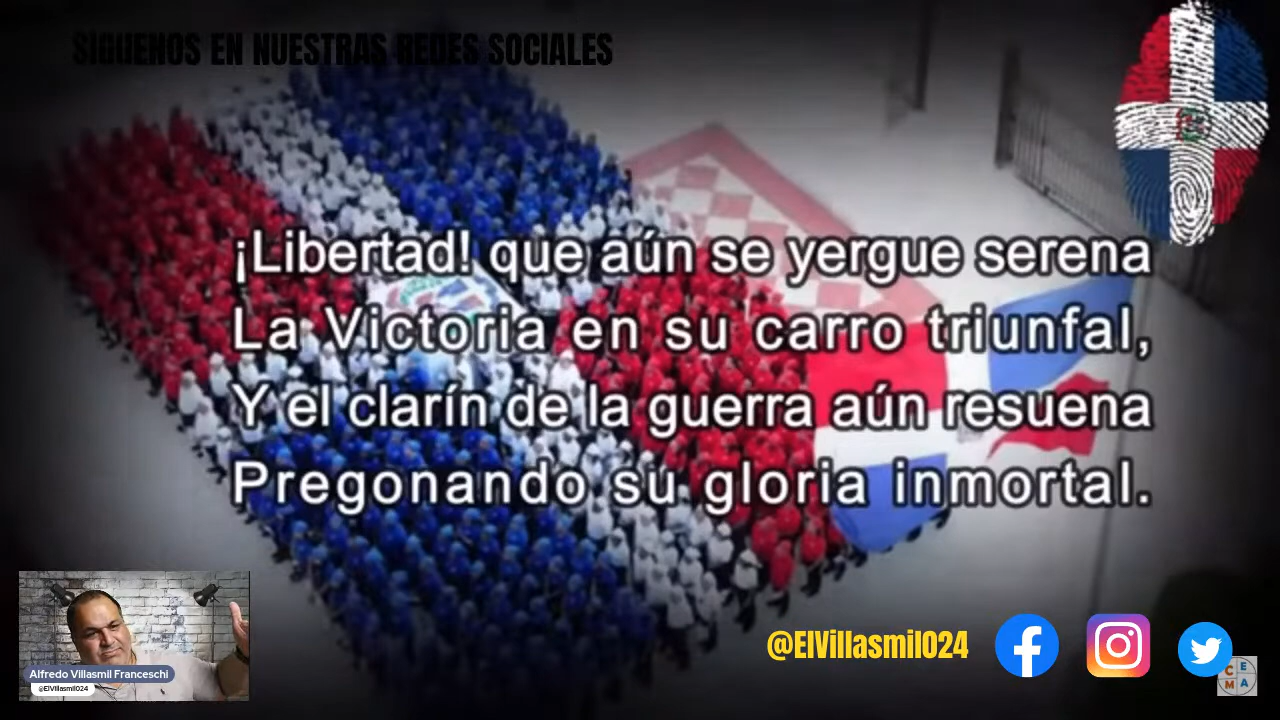 SIGUENOS EN NUESTRAS REDES SOCIALES
¡Libertad! que aún se yergue serena
La Victoria en su carro triunfal,
Y el clarín de la guerra aún resuena
Pregonando su gloria inmortal.
Alfredo Villasmil Franceschi
@ElVillasmil024
@ElVillasmil024
C E
M A